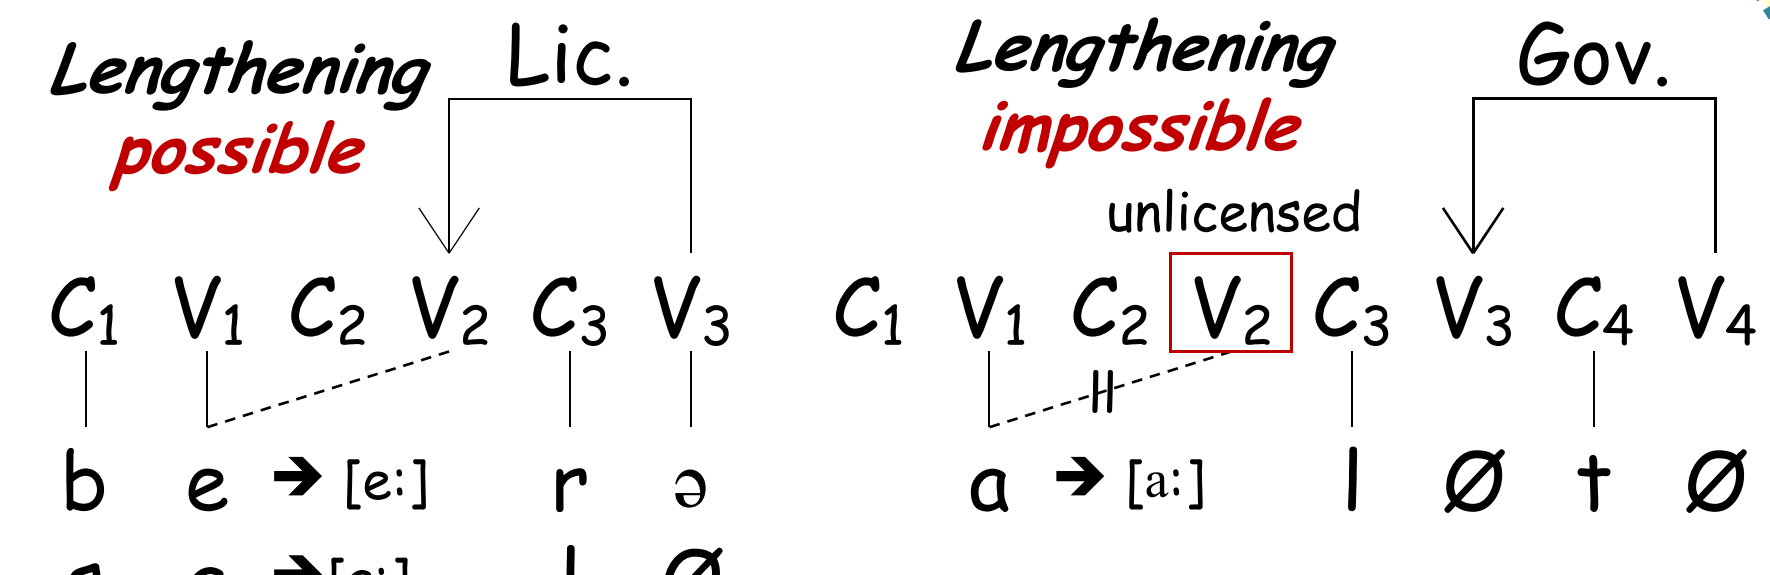 Lengthening
possible
Lic.
C1 V1 C2 V2 C3 V3
b e ➔ [e:] r ə
Lengthening
impossible
Gov.
unlicensed
C1 V1 C2 V2 C3 V3 C4 V4
a ➔ [a:] l Ø t Ø